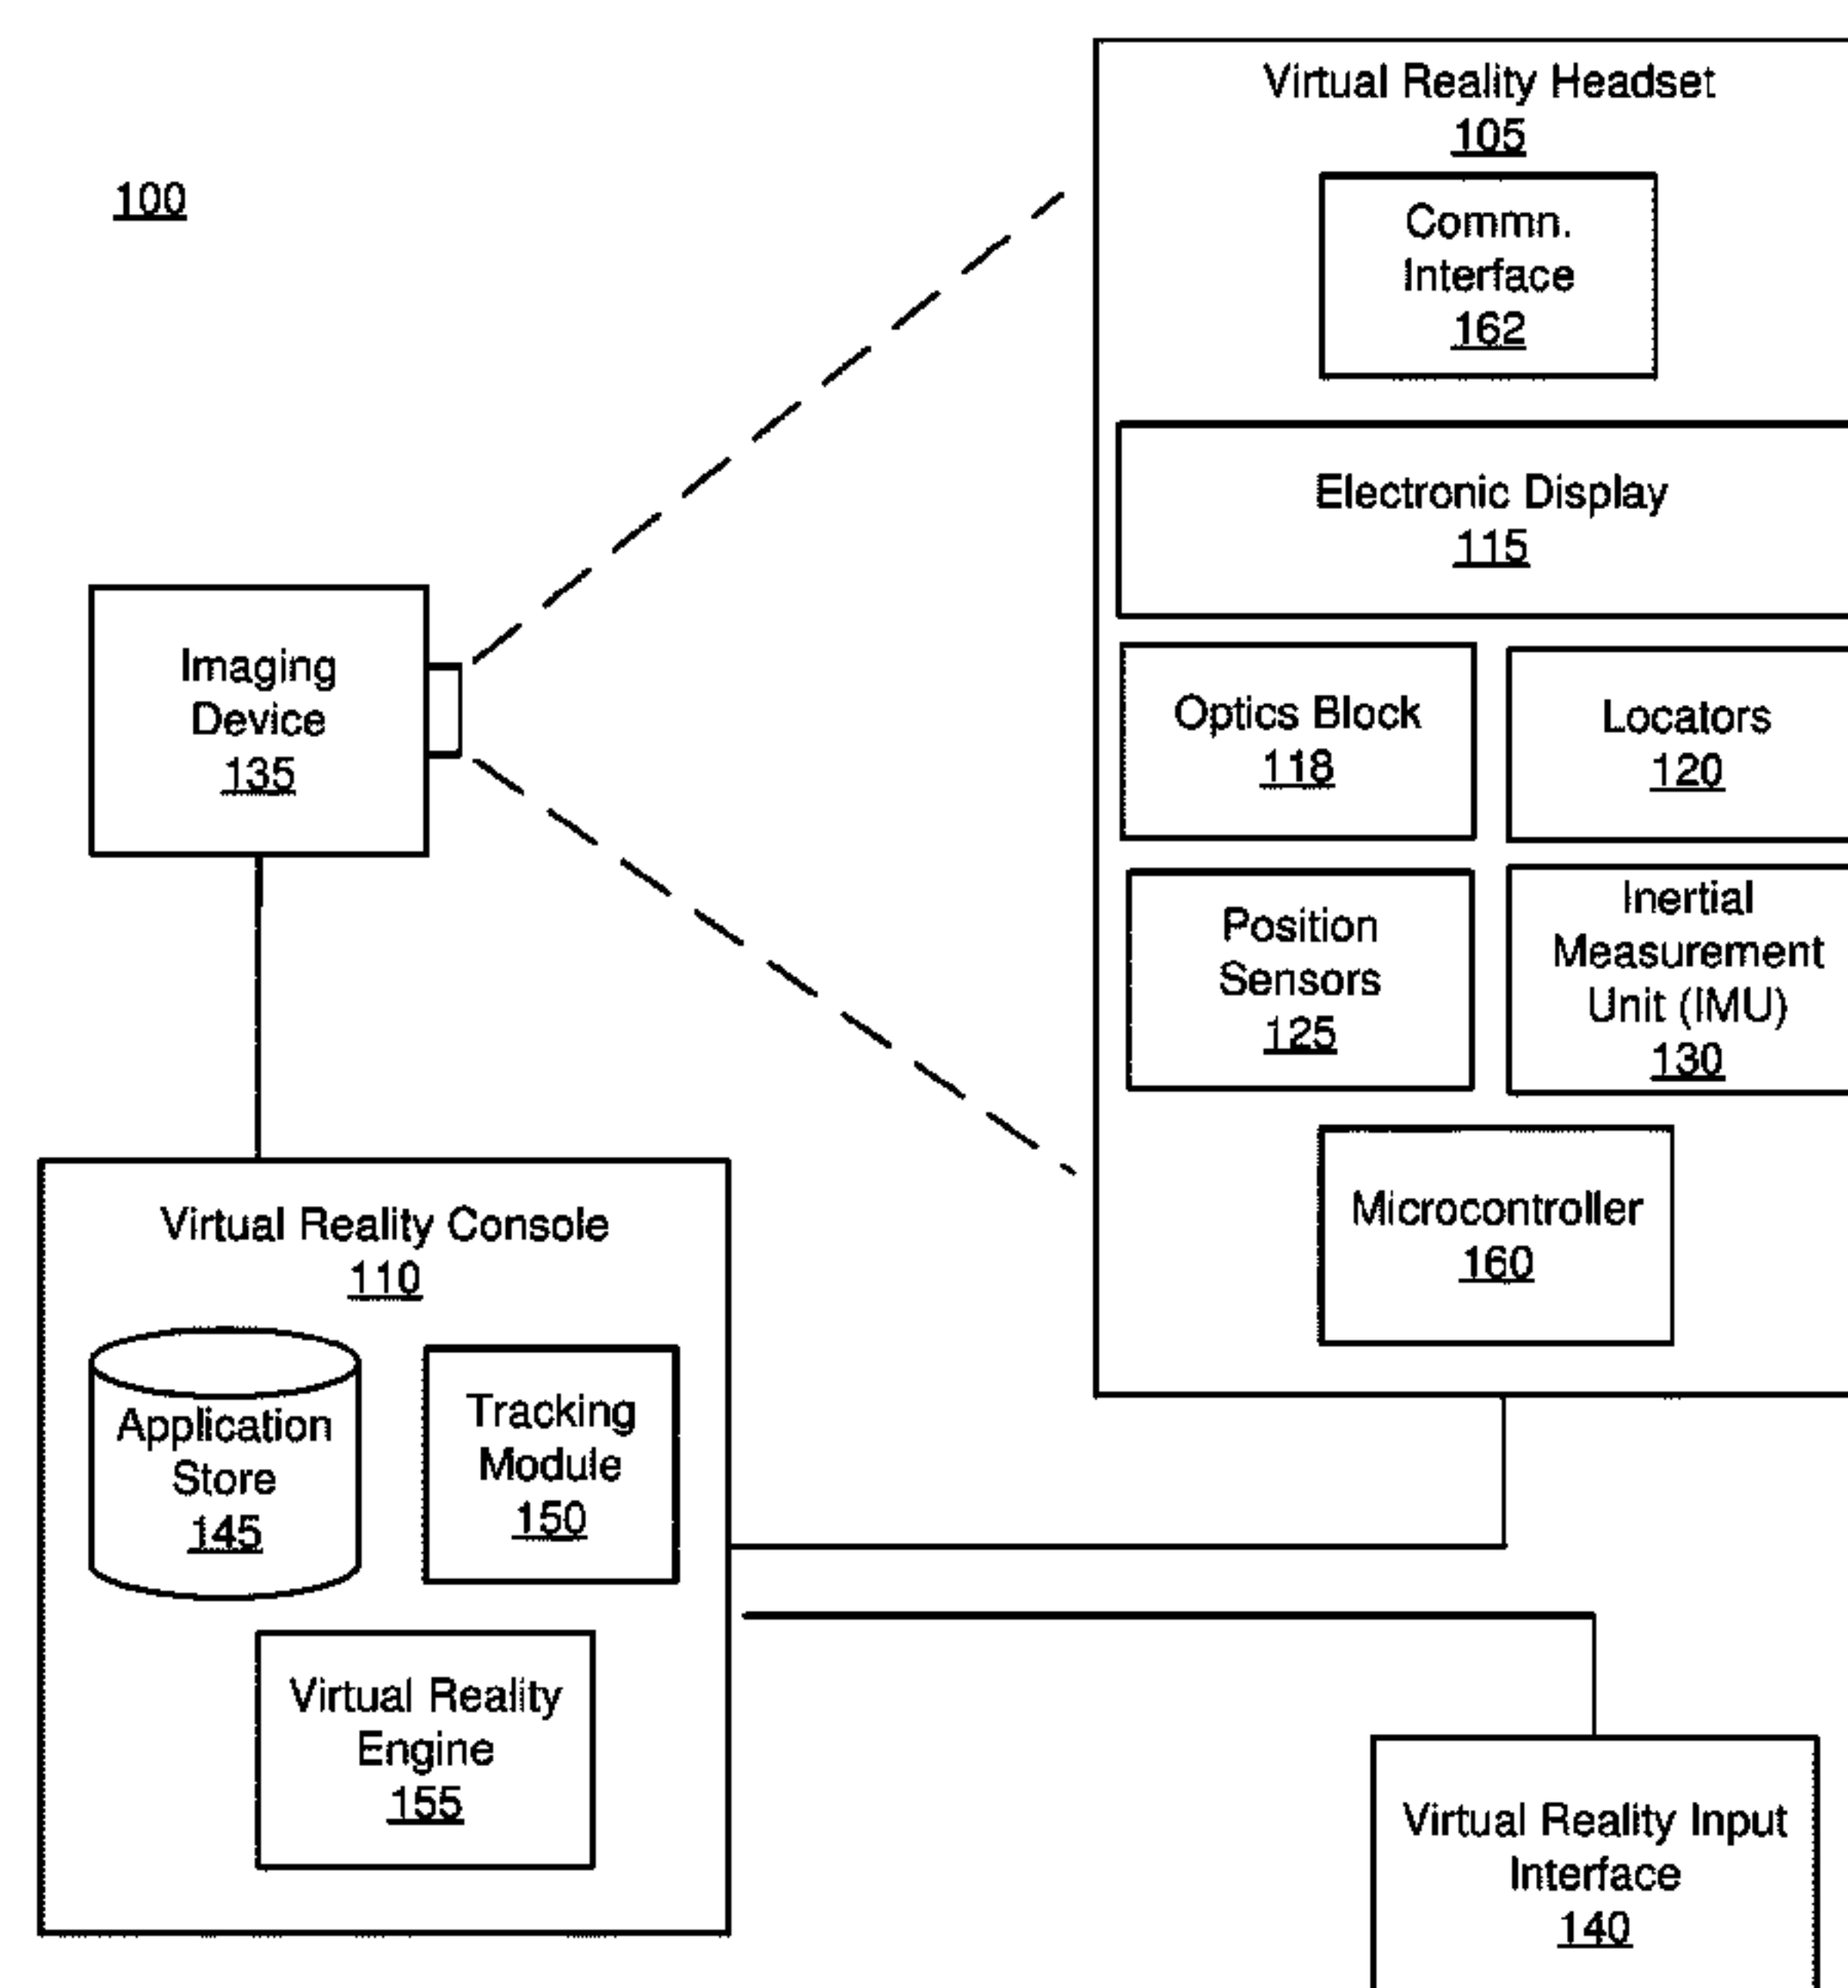 100
Virtual Reality Headset
105
Commn.
Interface
162
Electronic Display
115
Optics Block
118
Locators
120
Position
Sensors
125
Inertial
Measurement
Unit (IMU)
130
Microcontroller
160
Imaging
Device
135
Virtual Reality Console
110
Application
Store
145
Tracking
Module
150
Virtual Reality
Engine
155
Virtual Reality Input
Interface
140